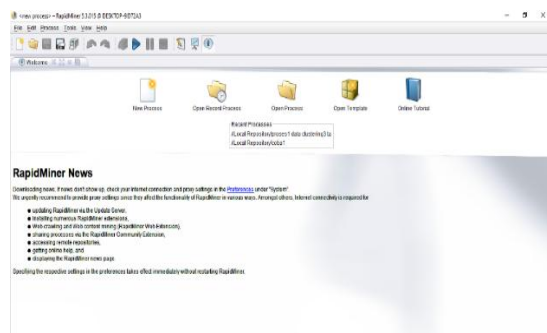 <new process> - RapidMiner 5.3.015 @ DESKTOP-
File Edit Process Tools View Help
Welcome
New Process
Open Recent Process
Open Process
Open Template
Online Tutorial
Recent Processes
//Local Repository/proses1 data clustering3 ta
//Local Repository/coba1
RapidMiner News
Downloading news. If news don't show up, check your internet connection and proxy settings in the Preferences under "System".
We urgently recommend to provide proxy settings since they affect the functionality of RapidMiner in various ways. Amongst others, Internet connectivity is required for
updating RapidMiner via the Update Server,
installing numerous RapidMiner extensions,
Web crawling and Web content mining (RapidMiner Web Extension),
sharing processes via the RapidMiner Community Extension,
accessing remote repositories,
getting online help, and
displaying the RapidMiner news page.
Specifying the respective settings in the preferences takes effect immediately without restarting RapidMiner.